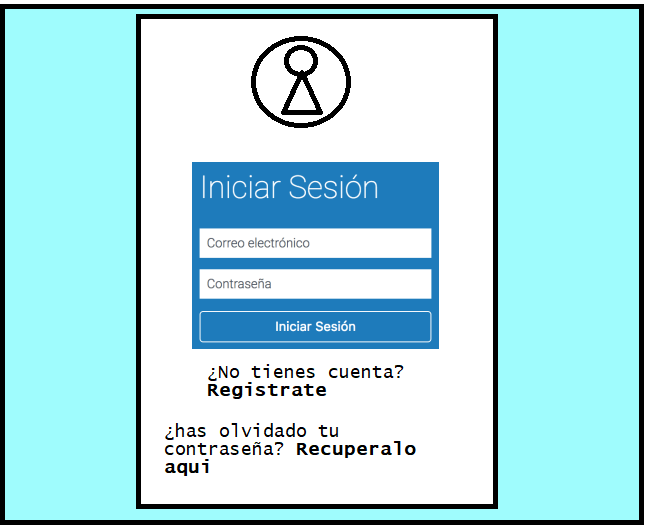 Iniciar Sesión
Correo electrónico
Contraseña
Iniciar Sesión
¿No tienes cuenta?
Registrate
¿has olvidado tu
contraseña? Recuperalo
aqui